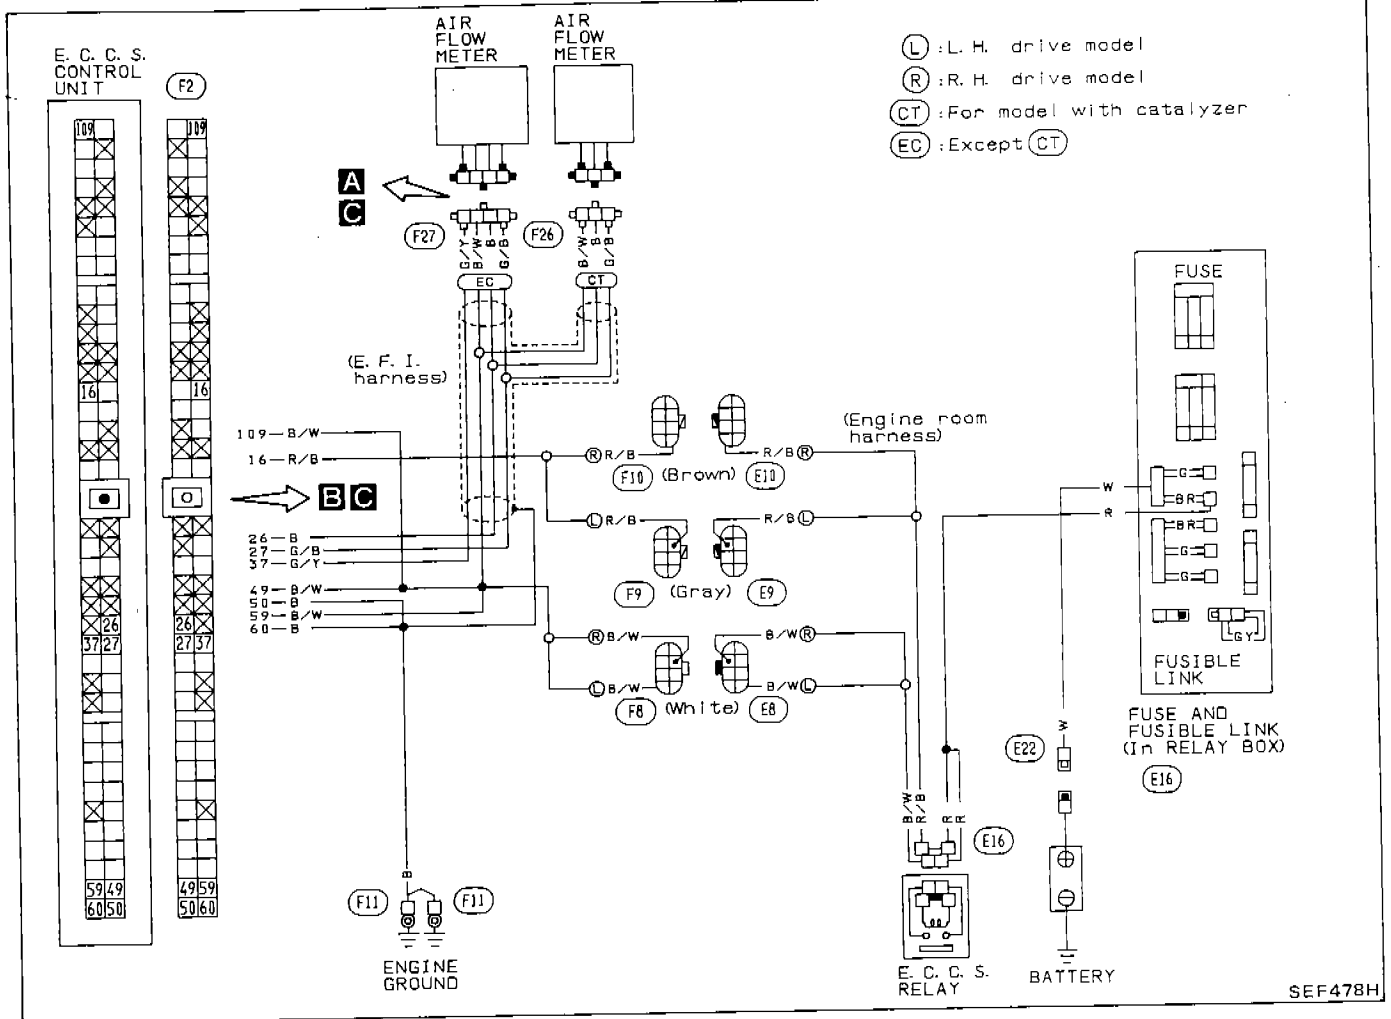 E. C. C. S.
CONTROL
UNIT
F2
AIR
FLOW
METER
AIR
FLOW
METER
L :L. H. drive model
R :R. H. drive model
CT :For model with catalyzer
EC :Except CT
109
109
A
C
F27
F26
G/Y
B/W
B
G/B
B/W
B
G/B
EC
CT
FUSE
(E. F. I.
harness)
16
16
109-B/W
16-R/B
(Engine room
harness)
R R/B
F10 (Brown) E10
R/B R
B C
L R/B
R/B L
F9 (Gray) E9
26-B
27-G/B
37-G/Y
49-B/W
50-B
59-B/W
60-B
26
37 27
26
27 37
R B/W
B/W R
L B/W
B/W L
F8 (White) E8
W
R
G
BR
BR
G
G
GY
FUSIBLE
LINK
FUSE AND
FUSIBLE LINK
(In RELAY BOX)
E16
W
E22
B/W
R/B
R
R
E16
59 49
60 50
49 59
50 60
B
F11
F11
ENGINE
GROUND
E. C. C. S.
RELAY
BATTERY
SEF478H